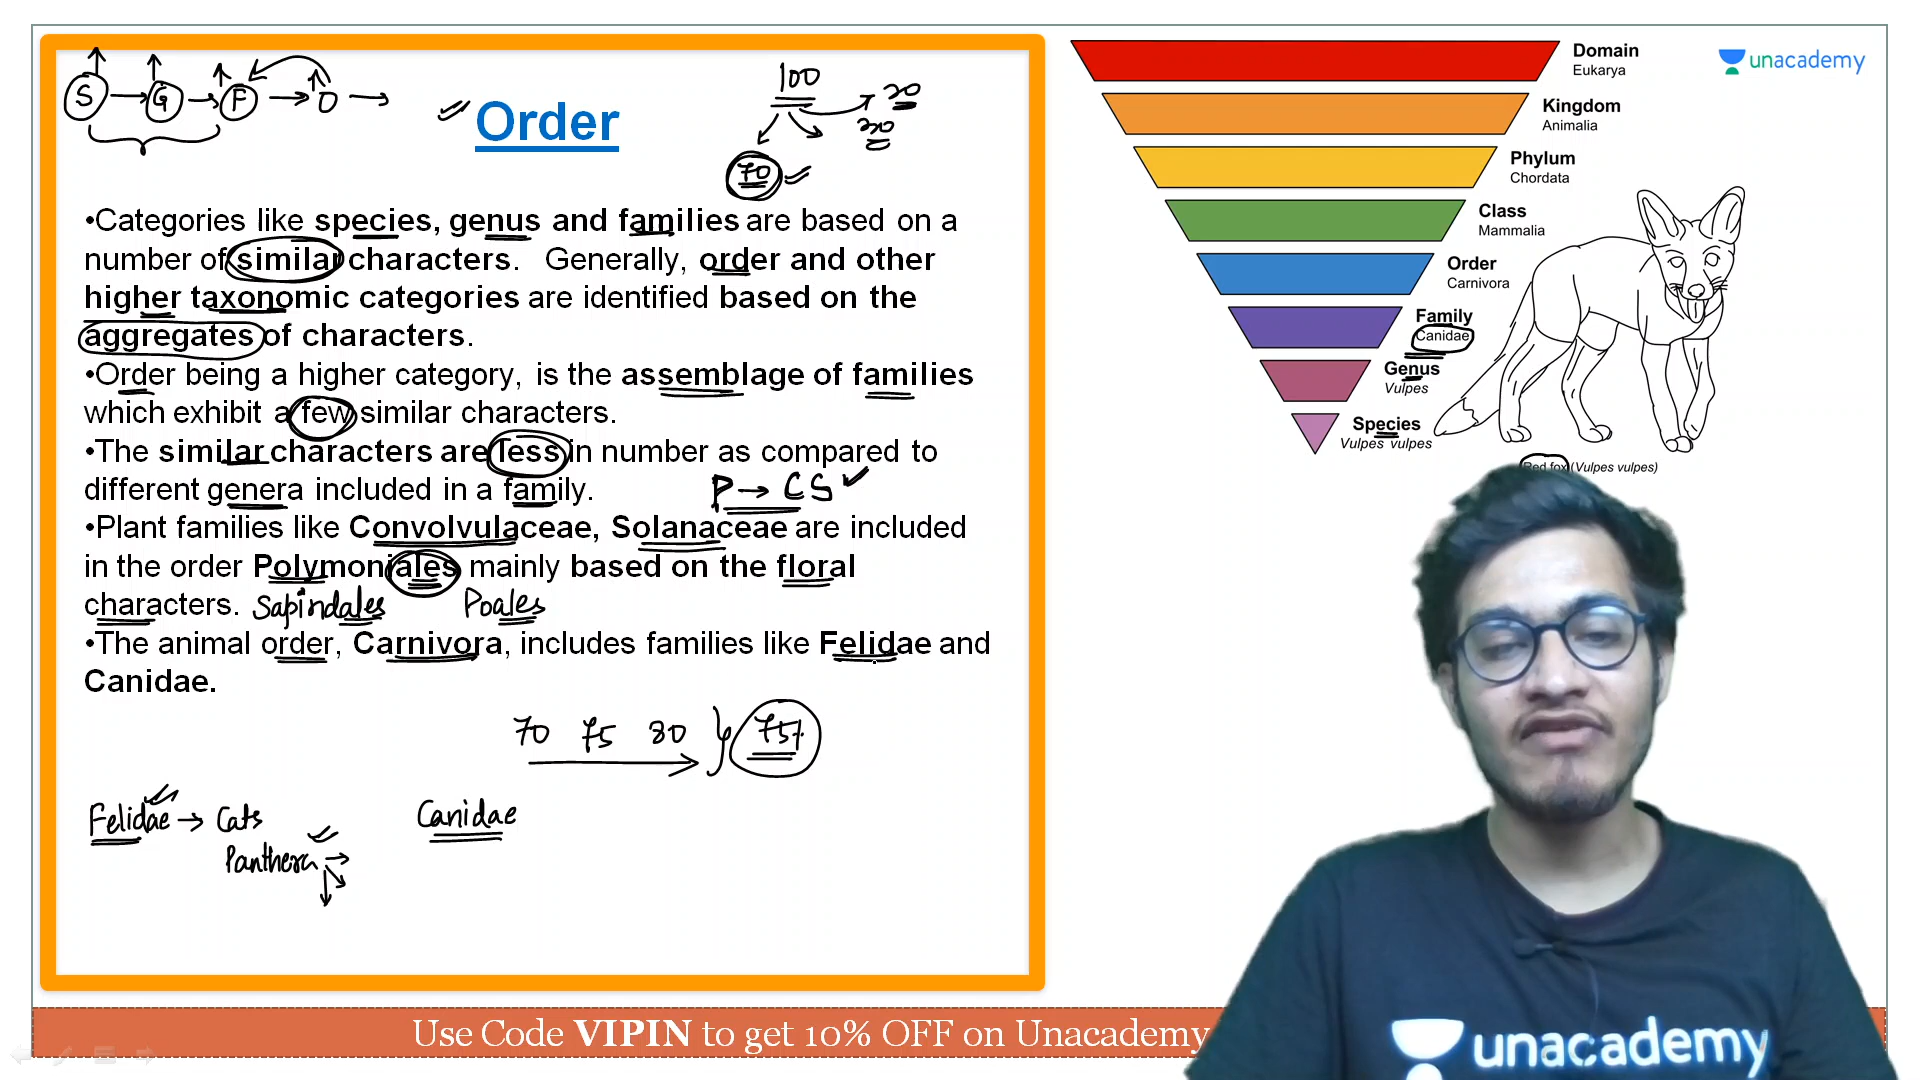 S → G → F → O →
100
20
20
70
Order
•Categories like species, genus and families are based on a
number of similar characters. Generally, order and other
higher taxonomic categories are identified based on the
aggregates of characters.
•Order being a higher category, is the assemblage of families
which exhibit a few similar characters.
•The similar characters are less in number as compared to
different genera included in a family.
P → CS
•Plant families like Convolvulaceae, Solanaceae are included
in the order Polymoniales mainly based on the floral
characters. Sapindales Poales
•The animal order, Carnivora, includes families like Felidae and
Canidae.
70 75 80 75%
Felidae → Cats
Panthera →
Canidae
Domain
Eukarya
Kingdom
Animalia
Phylum
Chordata
Class
Mammalia
Order
Carnivora
Family
Canidae
Genus
Vulpes
Species
Vulpes vulpes
Red fox (Vulpes vulpes)
unacademy
unacademy
Use Code VIPIN to get 10% OFF on Unacademy